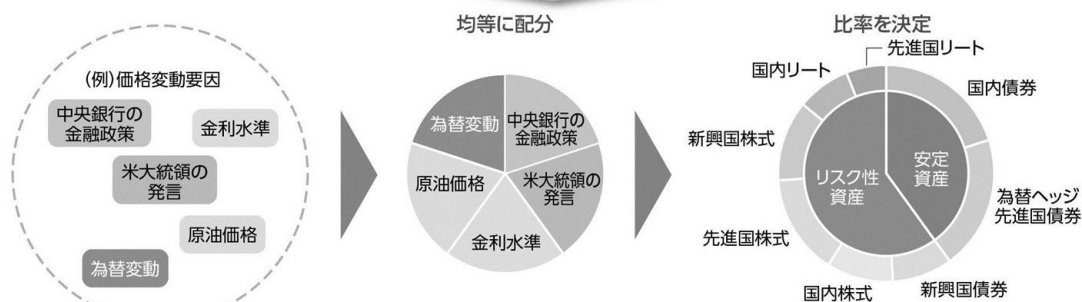 均等に配分
比率を決定
(例)価格変動要因
中央銀行の
金融政策
金利水準
米大統領の
発言
原油価格
為替変動
為替変動
中央銀行の
金融政策
原油価格
米大統領の
発言
金利水準
先進国リート
国内リート
国内債券
新興国株式
リスク性
資産
安定
資産
為替ヘッジ
先進国債券
先進国株式
国内株式
新興国債券